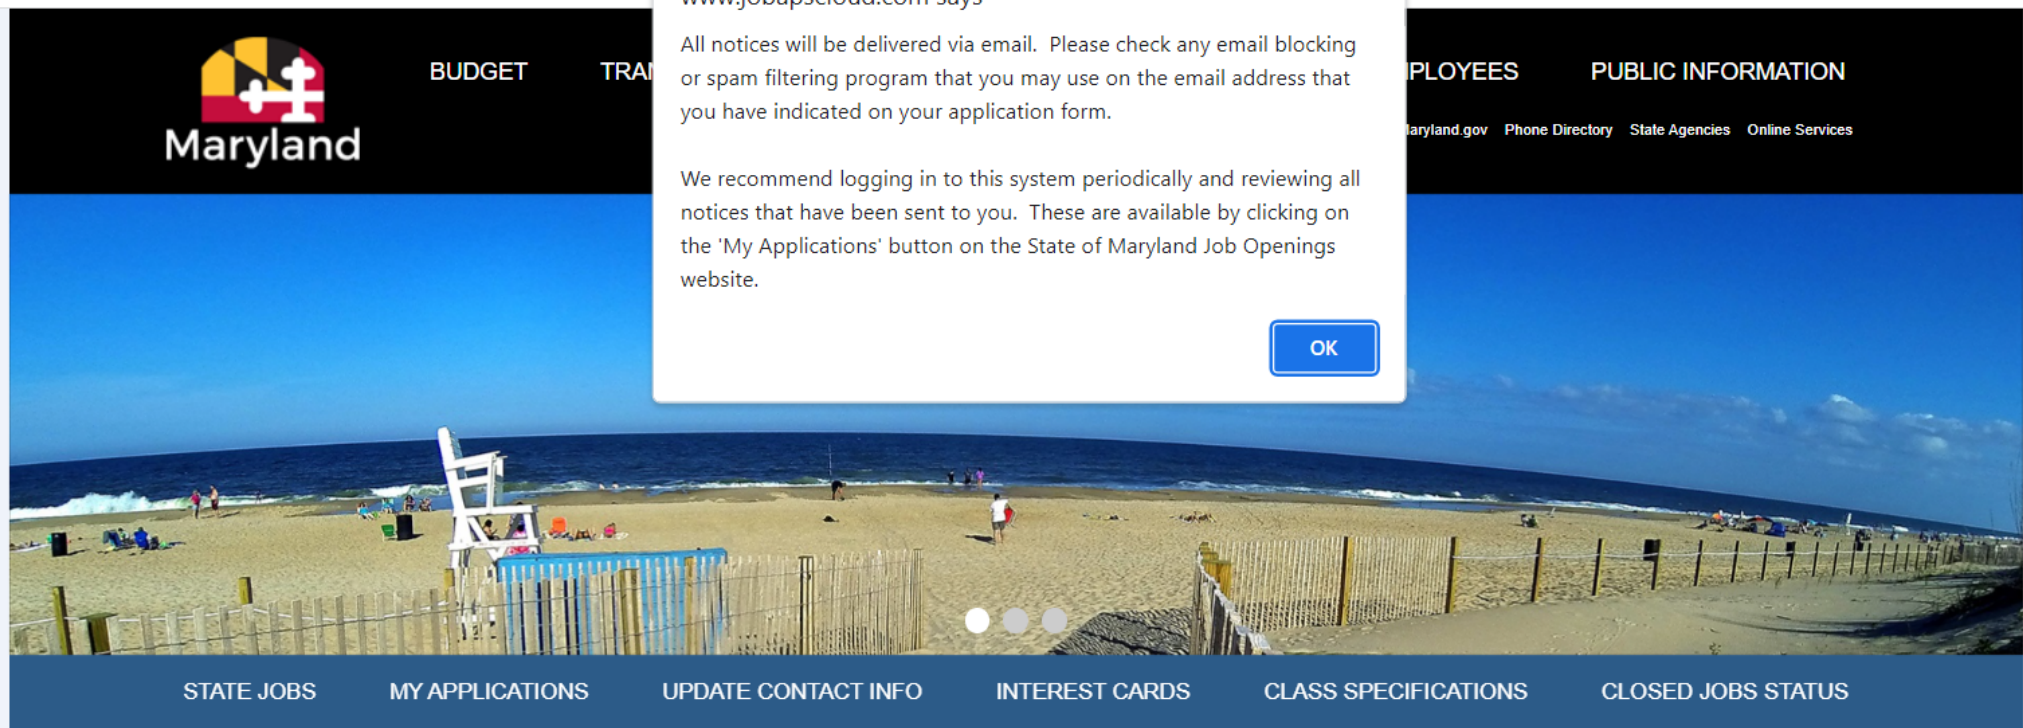 www.jobapscloud.com says
All notices will be delivered via email.  Please check any email blocking
or spam filtering program that you may use on the email address that
you have indicated on your application form.
We recommend logging in to this system periodically and reviewing all
notices that have been sent to you.  These are available by clicking on
the 'My Applications' button on the State of Maryland Job Openings
website.
OK
Maryland
BUDGET
PUBLIC INFORMATION
Phone Directory State Agencies Online Services
STATE JOBS MY APPLICATIONS UPDATE CONTACT INFO INTEREST CARDS CLASS SPECIFICATIONS CLOSED JOBS STATUS